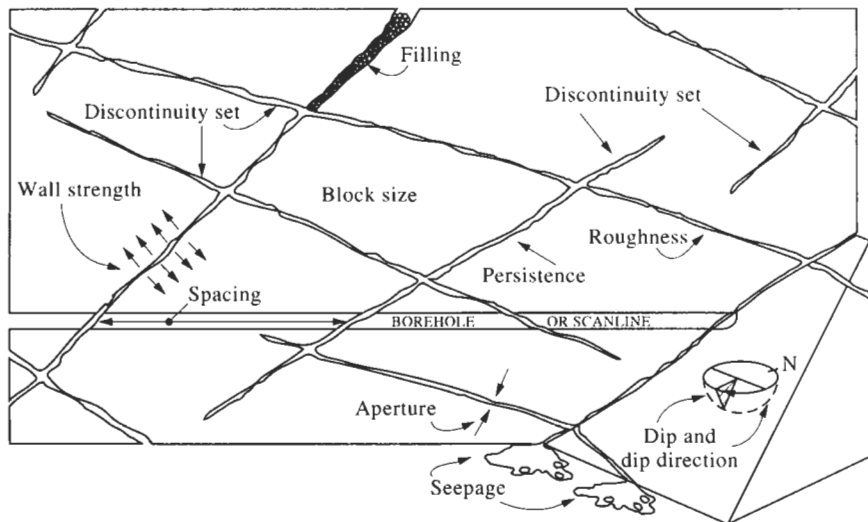 Filling
Discontinuity set
Discontinuity set
Wall strength
Block size
Roughness
Persistence
Spacing
BOREHOLE OR SCANLINE
N
Aperture
Dip and
dip direction
Seepage